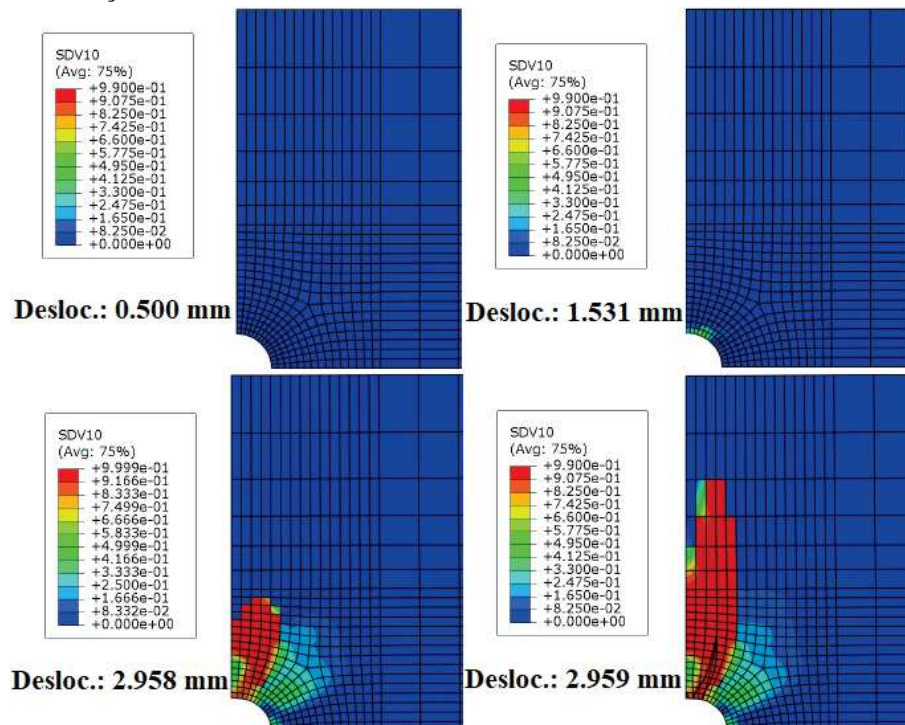 SDV10
(Avg: 75%)
+9.900e-01
+9.075e-01
+8.250e-01
+7.425e-01
+6.600e-01
+5.775e-01
+4.950e-01
+4.125e-01
+3.300e-01
+2.475e-01
+1.650e-01
+8.250e-02
+0.000e+00
Desloc.: 0.500 mm
SDV10
(Avg: 75%)
+9.900e-01
+9.075e-01
+8.250e-01
+7.425e-01
+6.600e-01
+5.775e-01
+4.950e-01
+4.125e-01
+3.300e-01
+2.475e-01
+1.650e-01
+8.250e-02
+0.000e+00
Desloc.: 1.531 mm
SDV10
(Avg: 75%)
+9.999e-01
+9.166e-01
+8.333e-01
+7.499e-01
+6.666e-01
+5.833e-01
+4.999e-01
+4.166e-01
+3.333e-01
+2.500e-01
+1.666e-01
+8.332e-02
+0.000e+00
Desloc.: 2.958 mm
SDV10
(Avg: 75%)
+9.900e-01
+9.075e-01
+8.250e-01
+7.425e-01
+6.600e-01
+5.775e-01
+4.950e-01
+4.125e-01
+3.300e-01
+2.475e-01
+1.650e-01
+8.250e-02
+0.000e+00
Desloc.: 2.959 mm